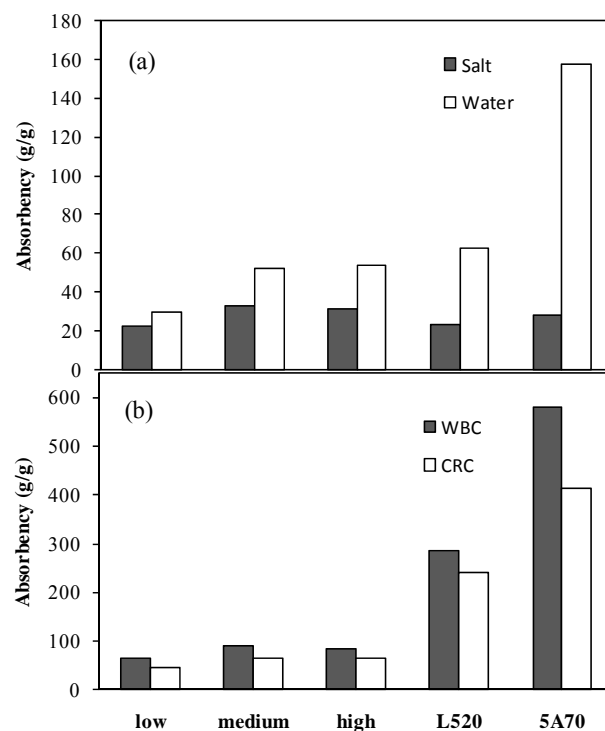 180
160
140
120
100
80
60
40
20
0
Absorbency (g/g)
(a)
Salt
Water
600
500
400
300
200
100
0
Absorbency (g/g)
(b)
WBC
CRC
low medium high L520 5A70